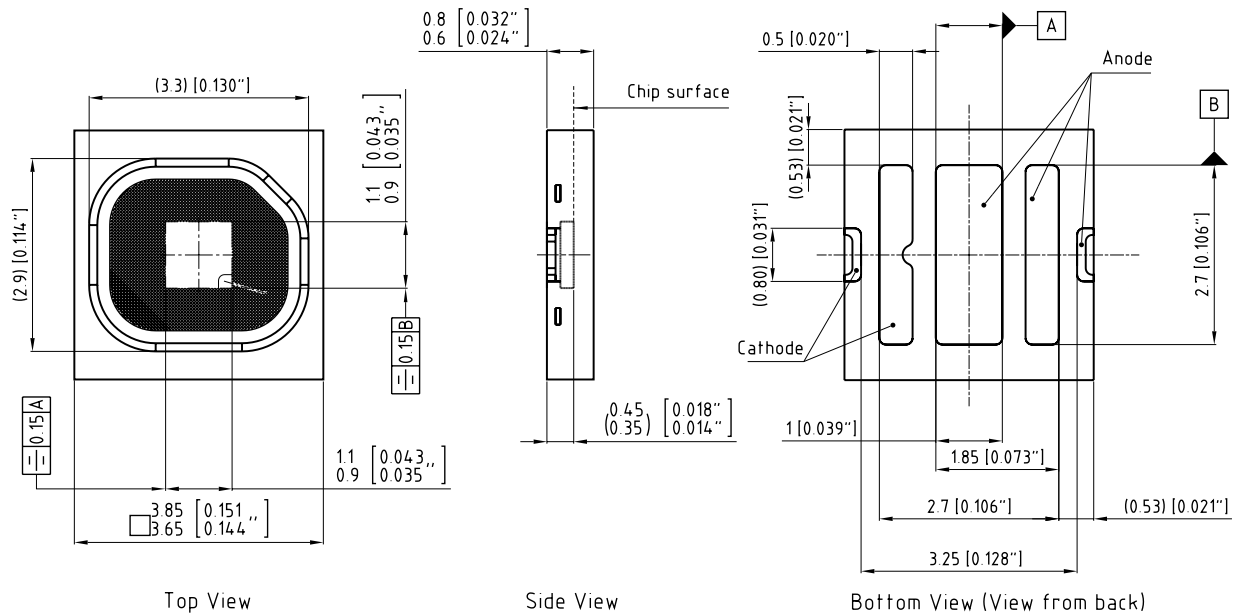 (3.3) [0.130"]
(2.9) [0.114"]
1.1 [0.043"
0.9 0.035]
0.15 B
0.15 A
1.1 [0.043"
0.9 0.035]
3.85 [0.151"
3.65 0.144]
Top View
0.8 [0.032"]
0.6 [0.024"]
Chip surface
0.45 [0.018"]
(0.35) [0.014"]
Side View
0.5 [0.020"]
A
Anode
B
(0.53) [0.021"]
(0.80) [0.031"]
2.7 [0.106"]
Cathode
1 [0.039"]
1.85 [0.073"]
2.7 [0.106"]
(0.53) [0.021"]
3.25 [0.128"]
Bottom View (View from back)